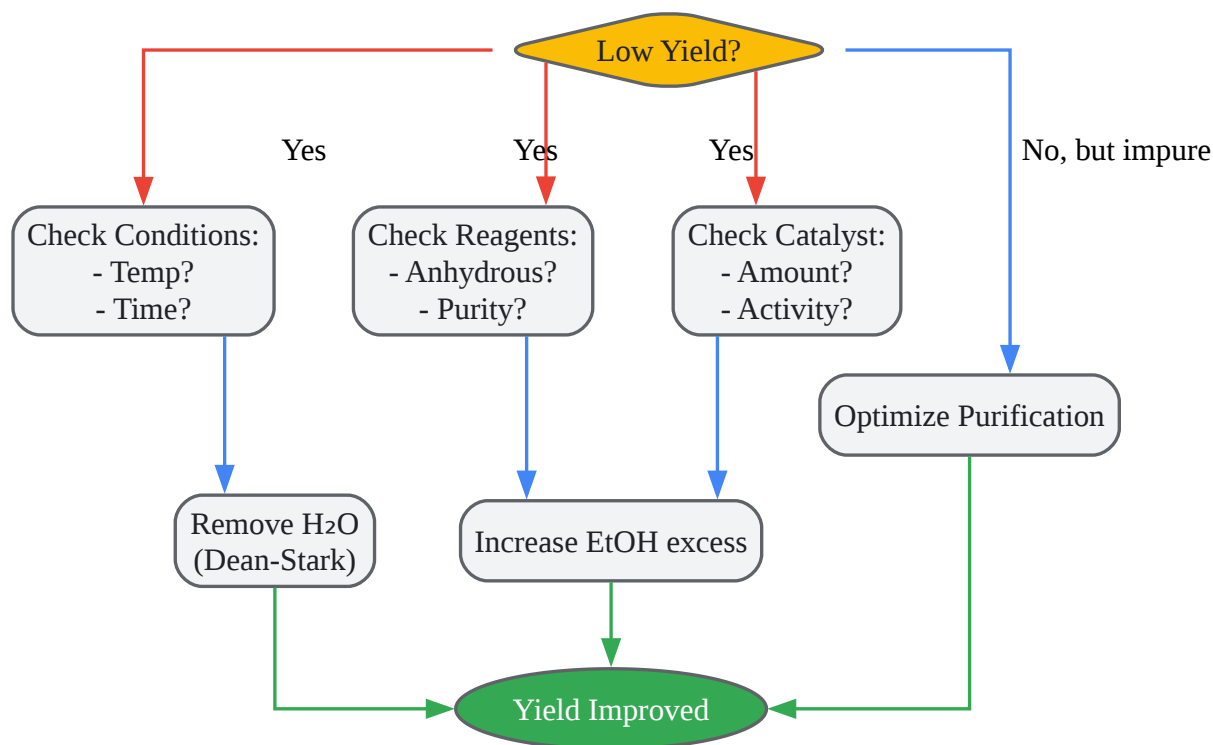 Low Yield?
Yes
Yes
Yes
No, but impure
Check Conditions:
- Temp?
- Time?
Check Reagents:
- Anhydrous?
- Purity?
Check Catalyst:
- Amount?
- Activity?
Optimize Purification
Remove H₂O
(Dean-Stark)
Increase EtOH excess
Yield Improved